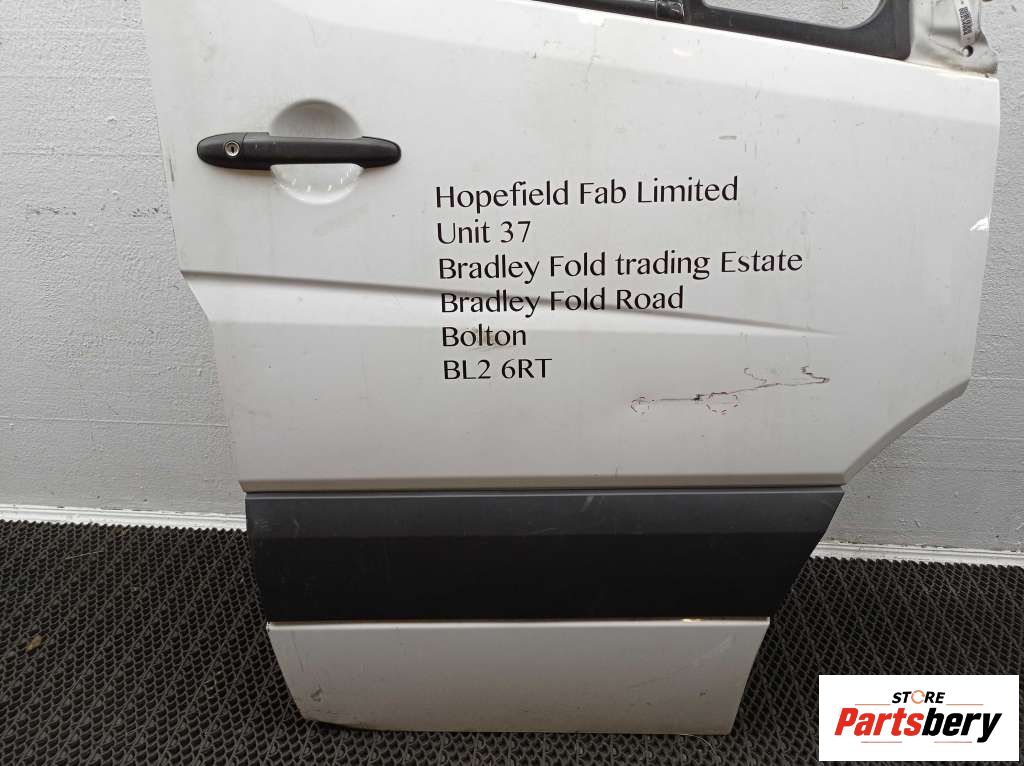 Hopefield Fab Limited
Unit 37
Bradley Fold trading Estate
Bradley Fold Road
Bolton
BL2 6RT
STORE
Partsbery